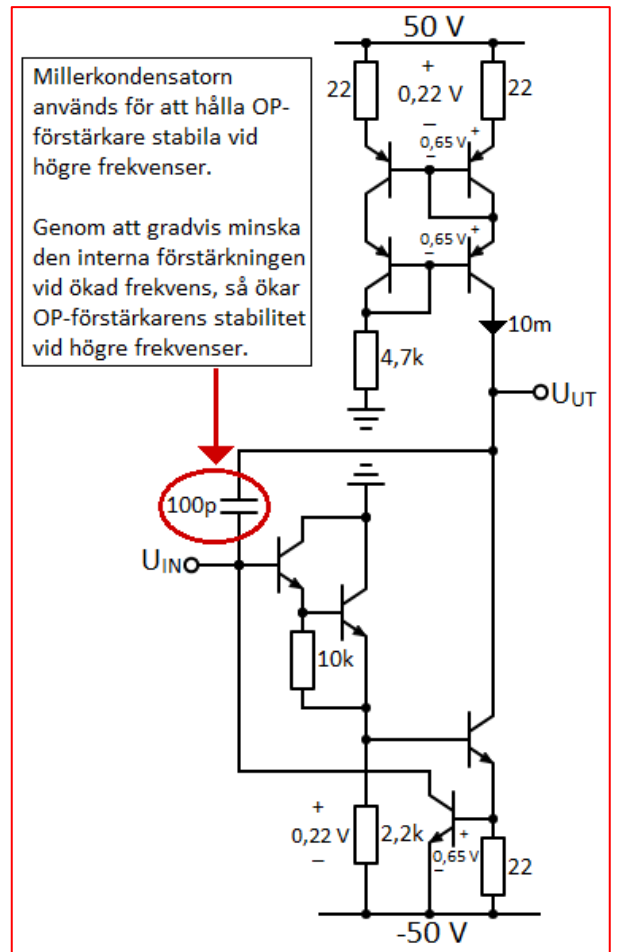 50 V
Millerkondensatorn
används för att hålla OP-
förstärkare stabila vid
högre frekvenser.
Genom att gradvis minska
den interna förstärkningen
vid ökad frekvens, så ökar
OP-förstärkarens stabilitet
vid högre frekvenser.
22
+
0,22 V
−
22
0,65 V
+
−
0,65 V
+
−
10m
4,7k
UUT
100p
UIN
10k
+
0,22 V
−
2,2k
+
0,65 V
−
22
-50 V